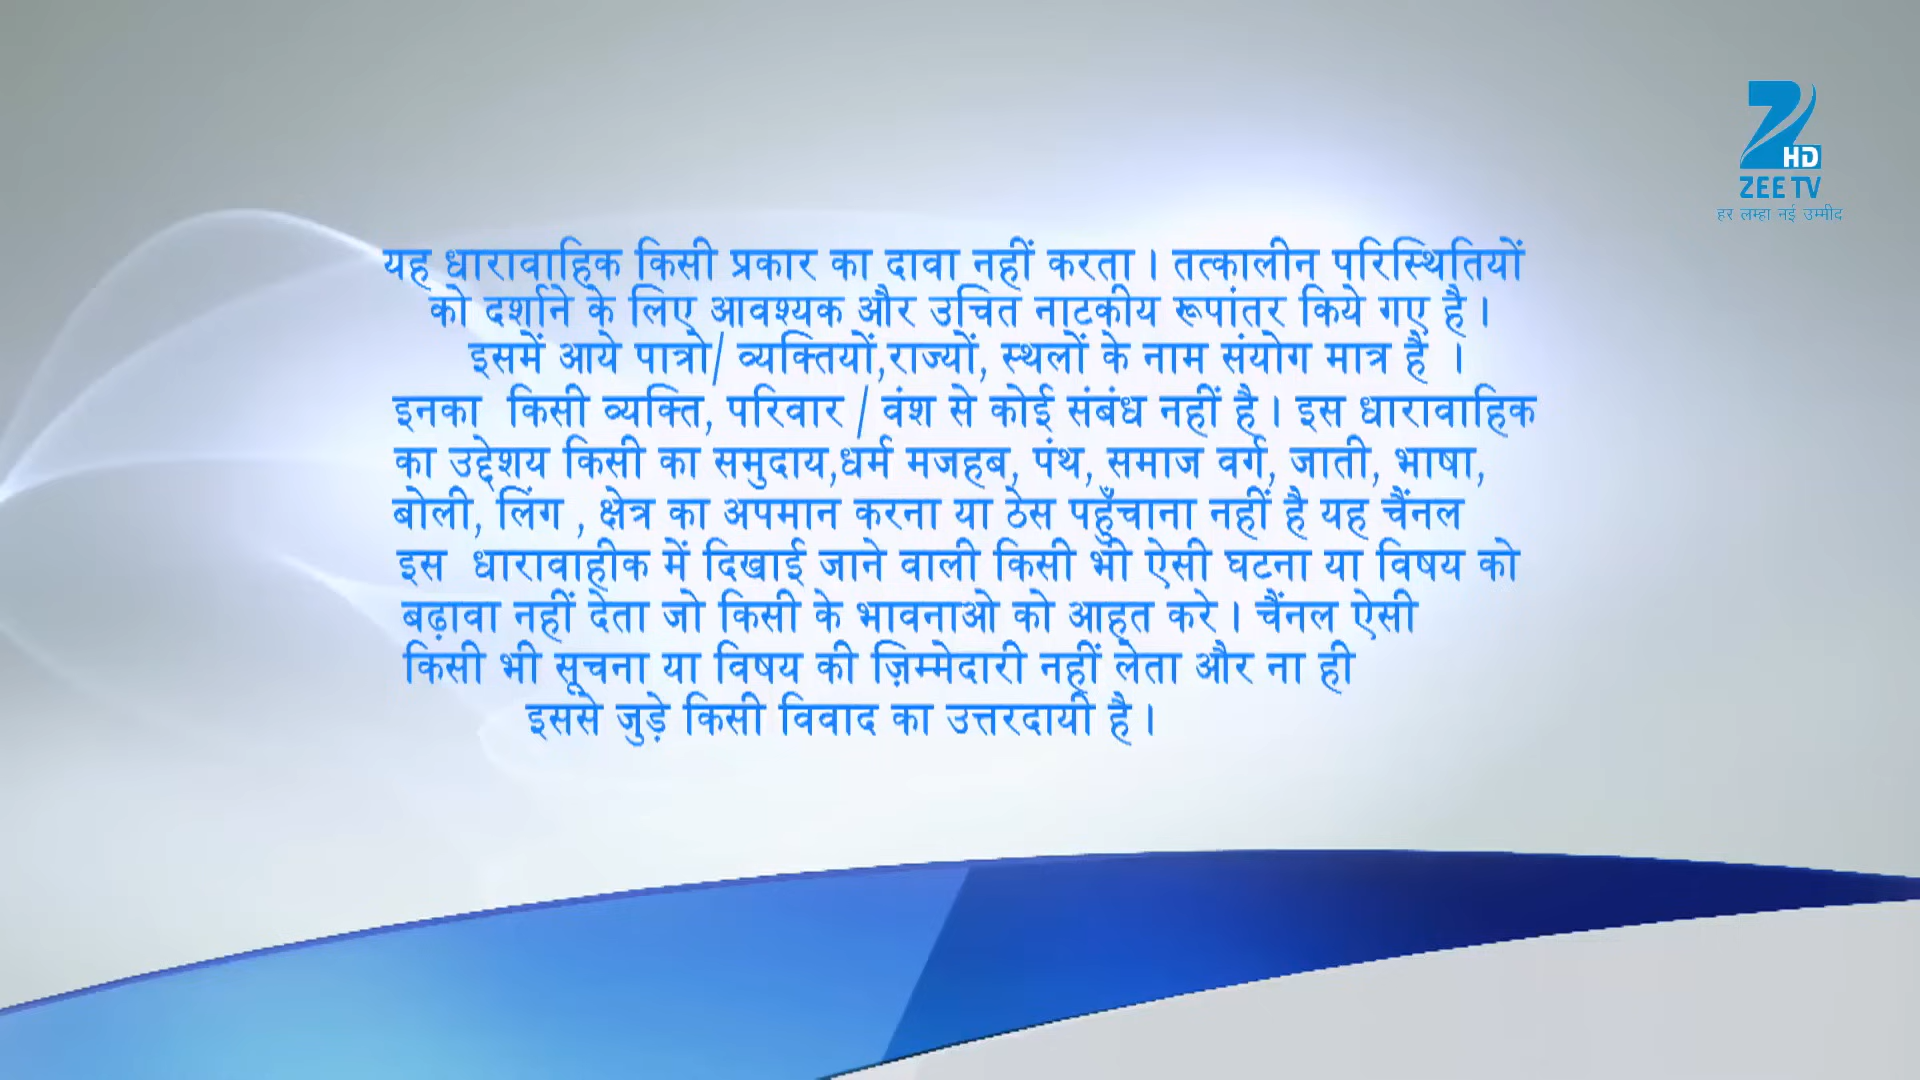 HD
ZEE TV
हर लम्हा नई उम्मीद
यह धारावाहिक किसी प्रकार का दावा नहीं करता । तत्कालीन परिस्थितियों
को दर्शाने के लिए आवश्यक और उचित नाटकीय रूपांतर किये गए है ।
इसमें आये पात्रो/ व्यक्तियों,राज्यों, स्थलों के नाम संयोग मात्र हैं ।
इनका किसी व्यक्ति, परिवार / वंश से कोई संबंध नहीं है । इस धारावाहिक
का उद्देशय किसी का समुदाय,धर्म मजहब, पंथ, समाज वर्ग, जाती, भाषा,
बोली, लिंग , क्षेत्र का अपमान करना या ठेस पहुँचाना नहीं है यह चैंनल
इस धारावाहीक में दिखाई जाने वाली किसी भी ऐसी घटना या विषय को
बढ़ावा नहीं देता जो किसी के भावनाओ को आहत करे । चैंनल ऐसी
किसी भी सूचना या विषय की ज़िम्मेदारी नहीं लेता और ना ही
इससे जुड़े किसी विवाद का उत्तरदायी है ।